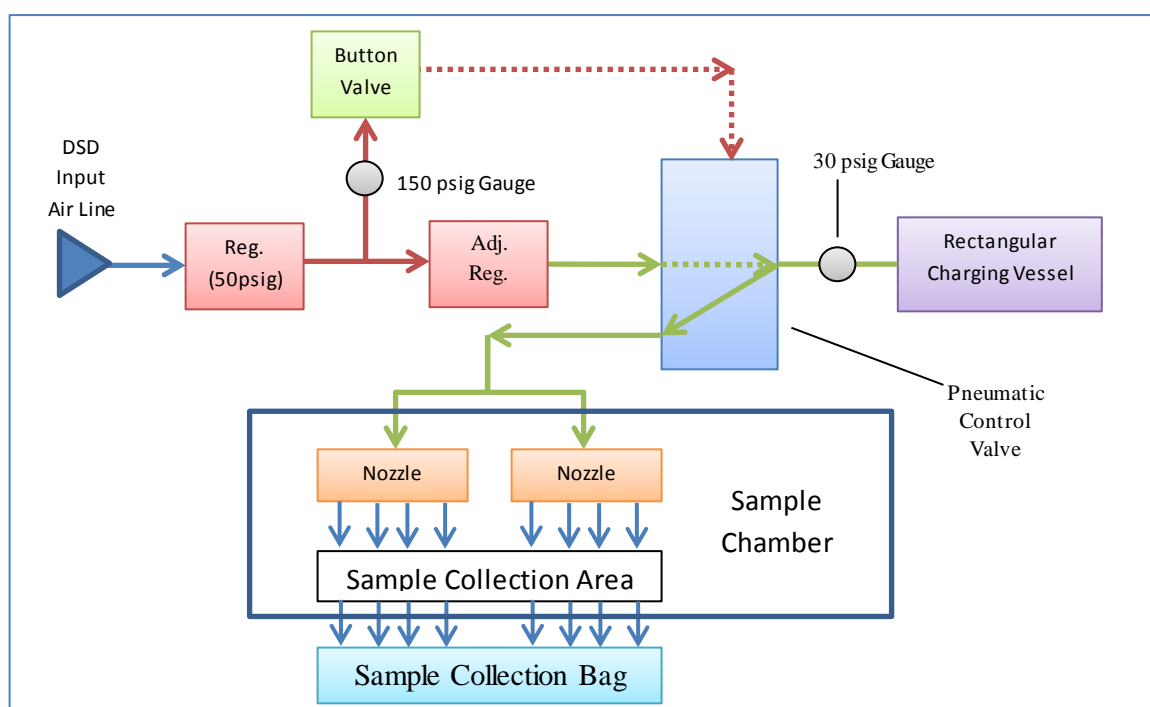 Button
Valve
DSD
Input
Air Line
150 psig Gauge
30 psig Gauge
Reg.
(50psig)
Adj.
Reg.
Rectangular
Charging Vessel
Pneumatic
Control
Valve
Nozzle
Nozzle
Sample
Chamber
Sample Collection Area
Sample Collection Bag